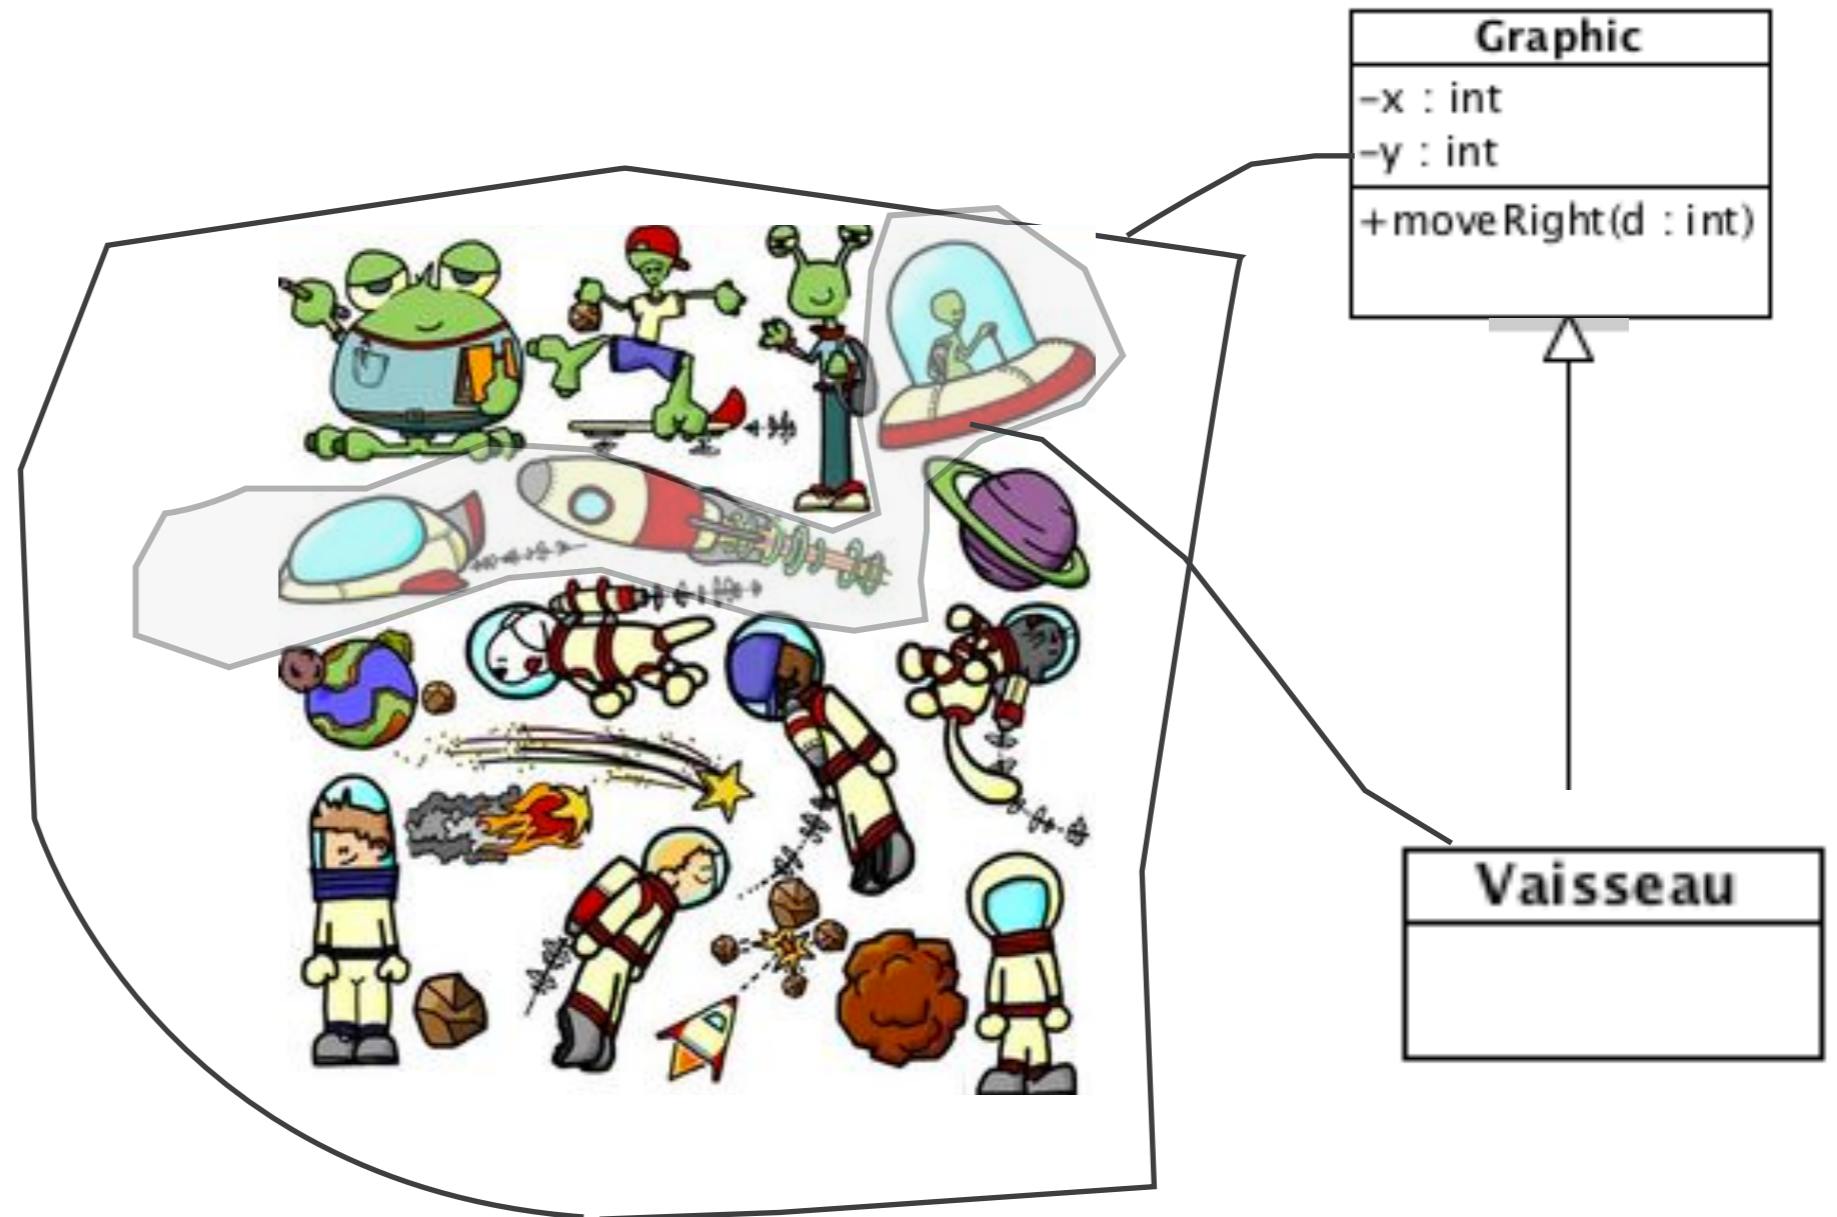 Graphic
-x : int
-y : int
+moveRight(d : int)
Vaisseau